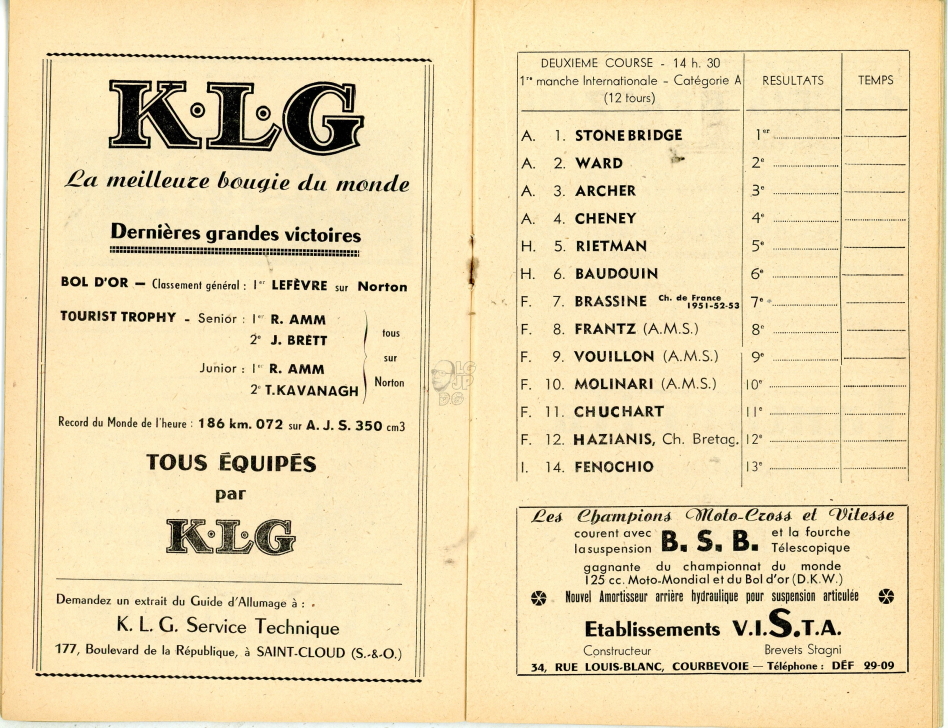 K·L·G
La meilleure bougie du monde
Dernières grandes victoires
BOL D'OR — Classement général : 1er LEFÈVRE sur Norton
TOURIST TROPHY - Senior : 1er R. AMM
2e J. BRETT
Junior : 1er R. AMM
2e T.KAVANAGH
tous
sur
Norton
Record du Monde de l'heure : 186 km. 072 sur A. J. S. 350 cm3
TOUS ÉQUIPÉS
par
K·L·G
Demandez un extrait du Guide d'Allumage à :
K. L. G. Service Technique
177, Boulevard de la République, à SAINT-CLOUD (S.-&-O.)
LG
JP
DG
DEUXIEME COURSE - 14 h. 30
1re manche Internationale - Catégorie A
(12 tours)
RESULTATS
TEMPS
A. 1. STONEBRIDGE 1er
A. 2. WARD 2e
A. 3. ARCHER 3e
A. 4. CHENEY 4e
H. 5. RIETMAN 5e
H. 6. BAUDOUIN 6e
F. 7. BRASSINE Ch. de France 1951-52-53 7e
F. 8. FRANTZ (A.M.S.) 8e
F. 9. VOUILLON (A.M.S.) 9e
F. 10. MOLINARI (A.M.S.) 10e
F. 11. CHUCHART 11e
F. 12. HAZIANIS, Ch. Bretag. 12e
I. 14. FENOCHIO 13e
Les Champions Moto-Cross et Vitesse
courent avec la suspension B. S. B. et la fourche Télescopique
gagnante du championnat du monde
125 cc. Moto-Mondial et du Bol d'or (D.K.W.)
Nouvel Amortisseur arrière hydraulique pour suspension articulée
Etablissements V.I.S.T.A.
Constructeur Brevets Stagni
34, RUE LOUIS-BLANC, COURBEVOIE — Téléphone : DÉF 29-09